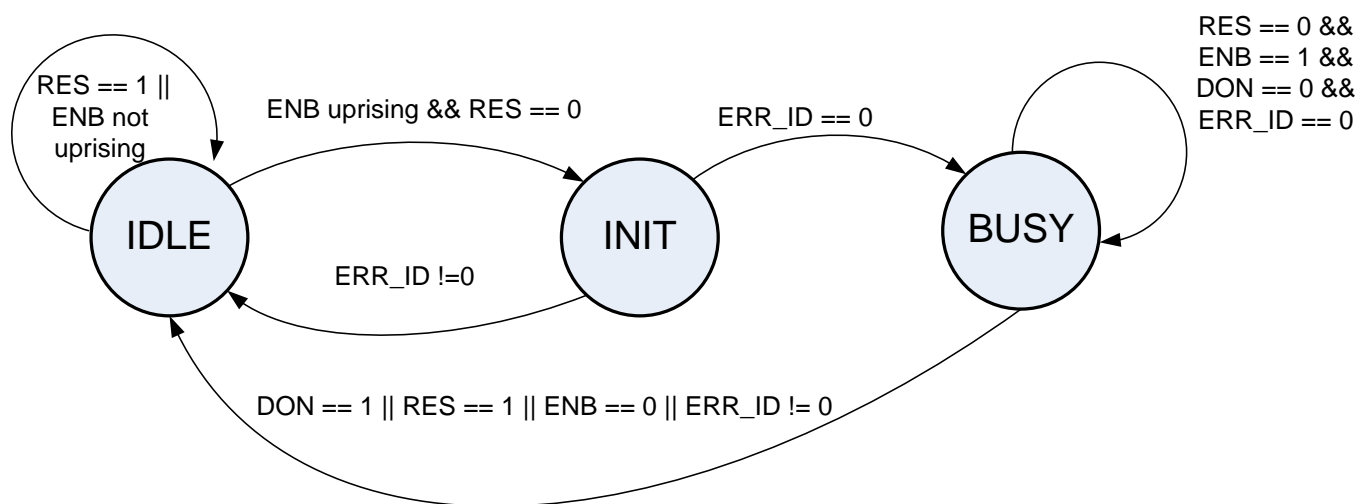 RES == 0 &&
ENB == 1 &&
DON == 0 &&
ERR_ID == 0
RES == 1 ||
ENB not
uprising
ENB uprising && RES == 0
ERR_ID == 0
IDLE
INIT
BUSY
ERR_ID !=0
DON == 1 || RES == 1 || ENB == 0 || ERR_ID != 0